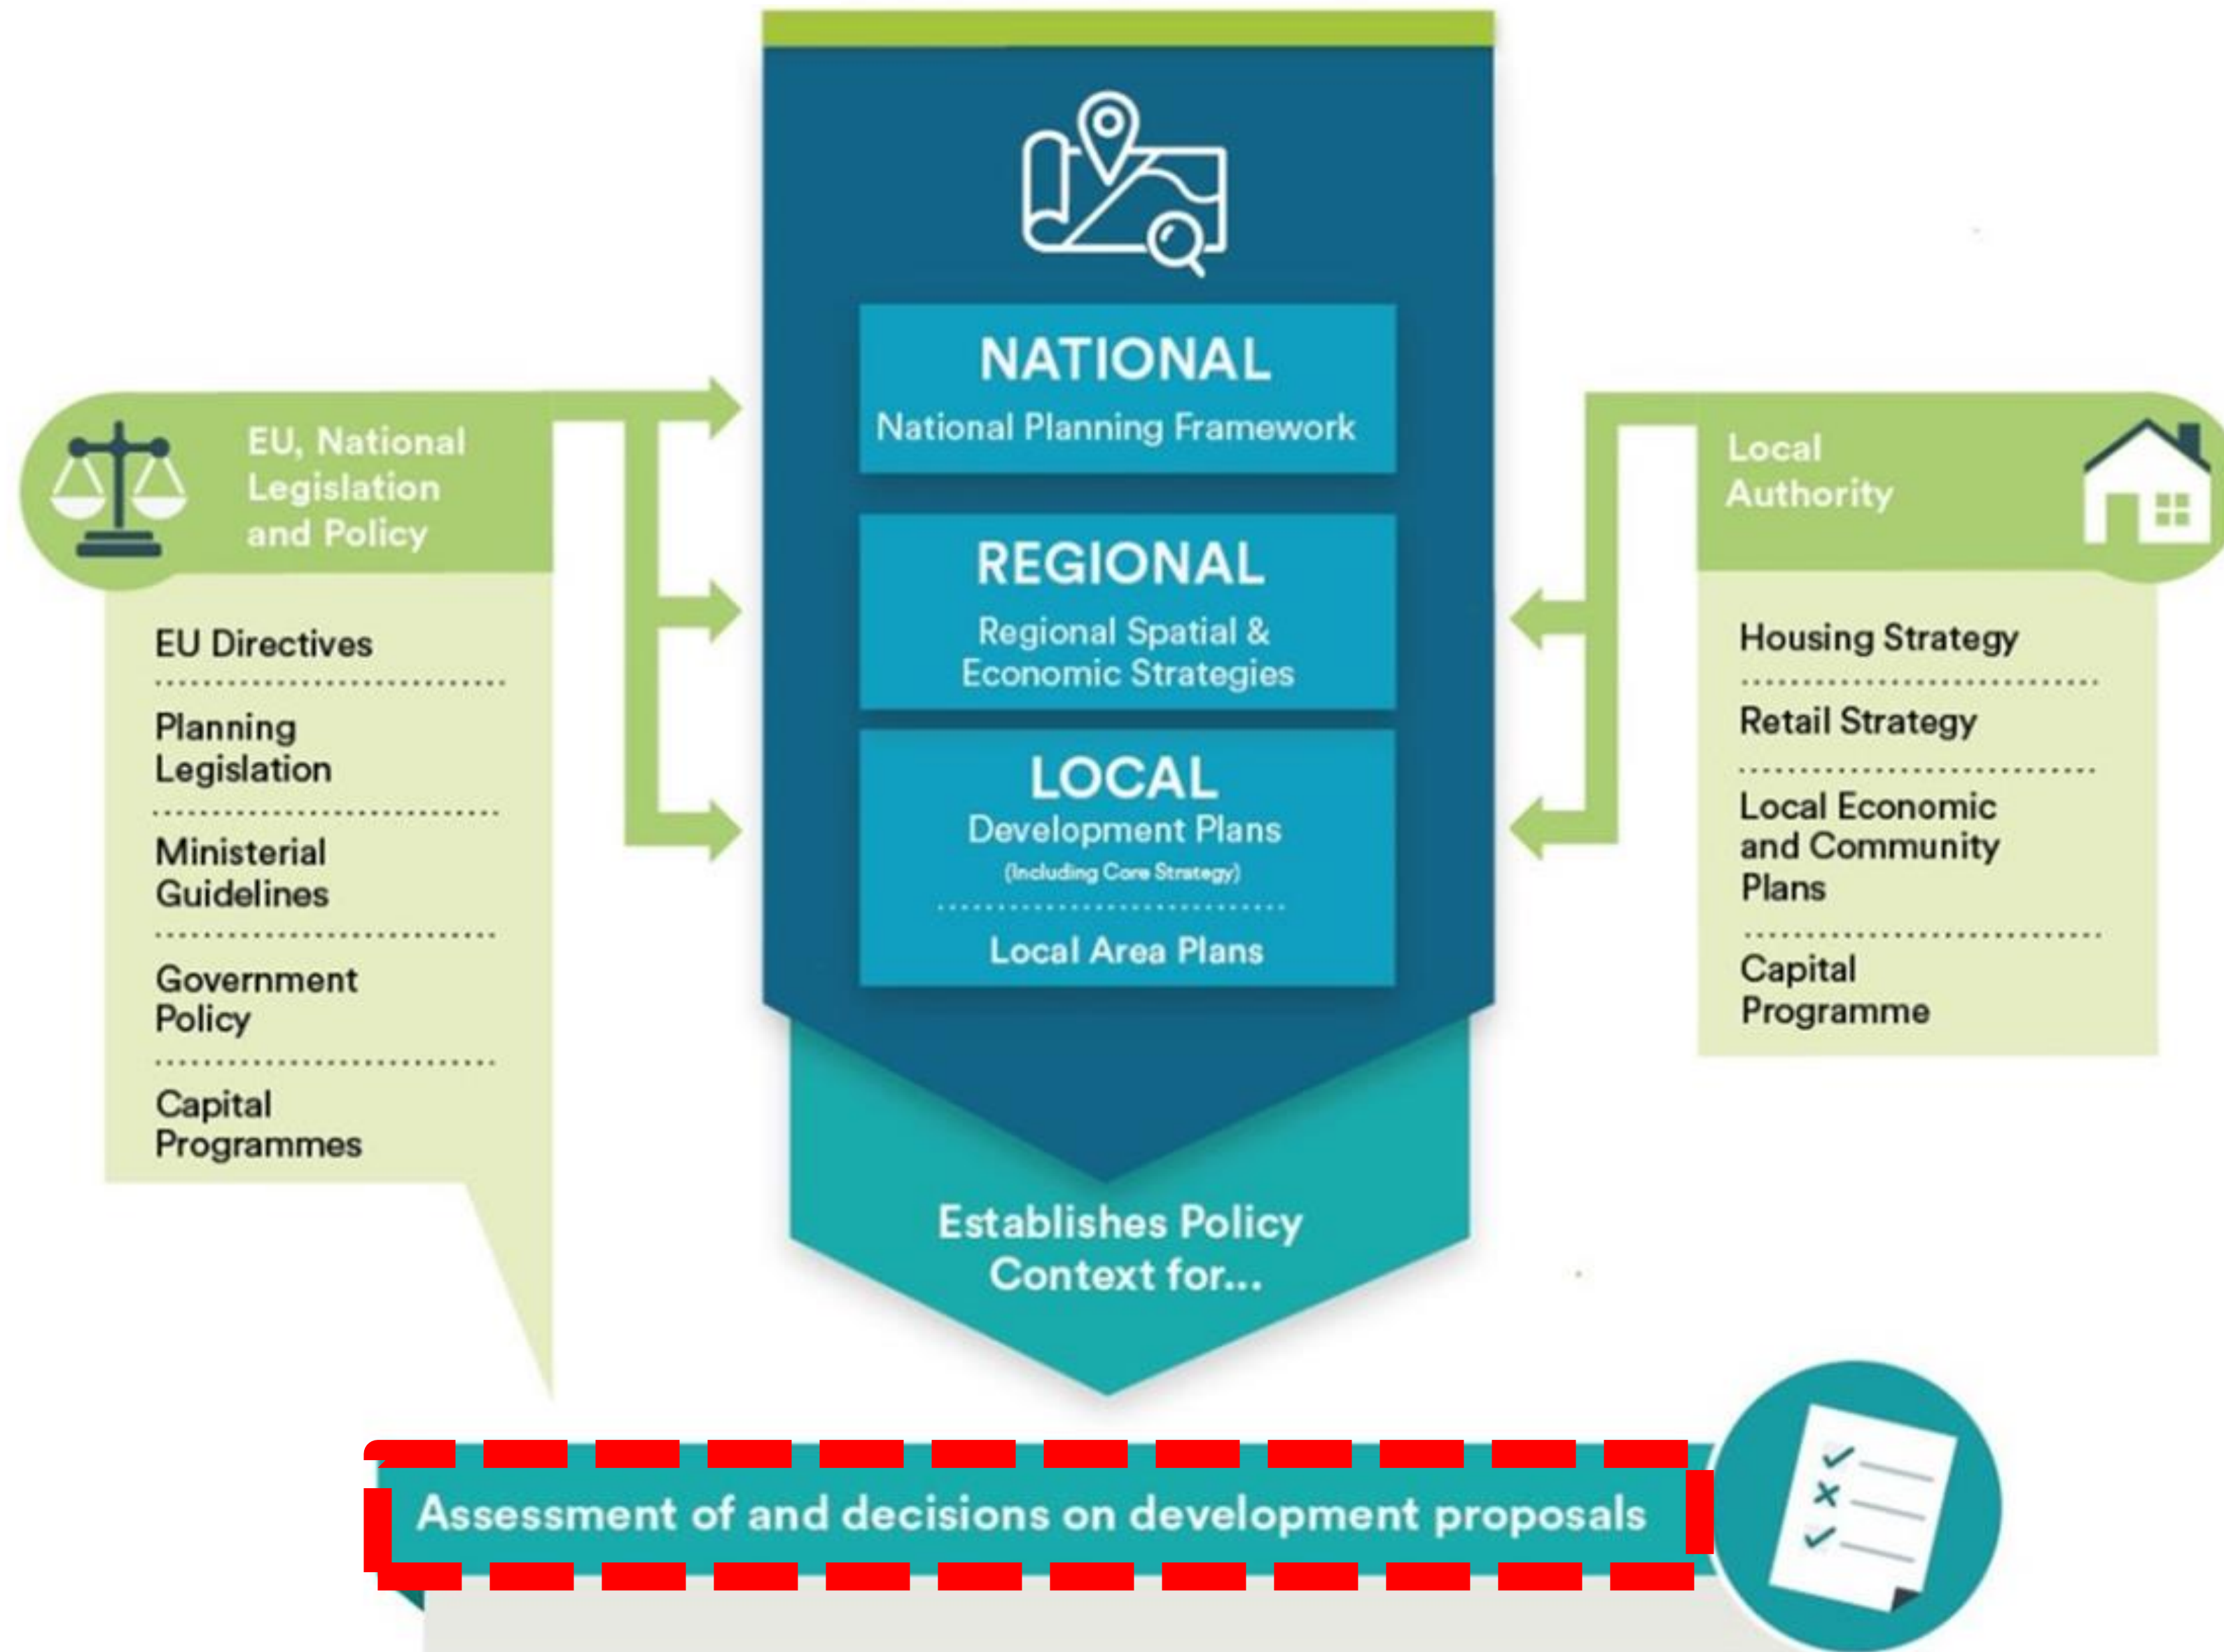 NATIONAL
National Planning Framework
REGIONAL
Regional Spatial &
Economic Strategies
LOCAL
Development Plans
(Including Core Strategy)
Local Area Plans
Establishes Policy
Context for...
EU, National
Legislation
and Policy
EU Directives
Planning
Legislation
Ministerial
Guidelines
Government
Policy
Capital
Programmes
Local
Authority
Housing Strategy
Retail Strategy
Local Economic
and Community
Plans
Capital
Programme
Assessment of and decisions on development proposals